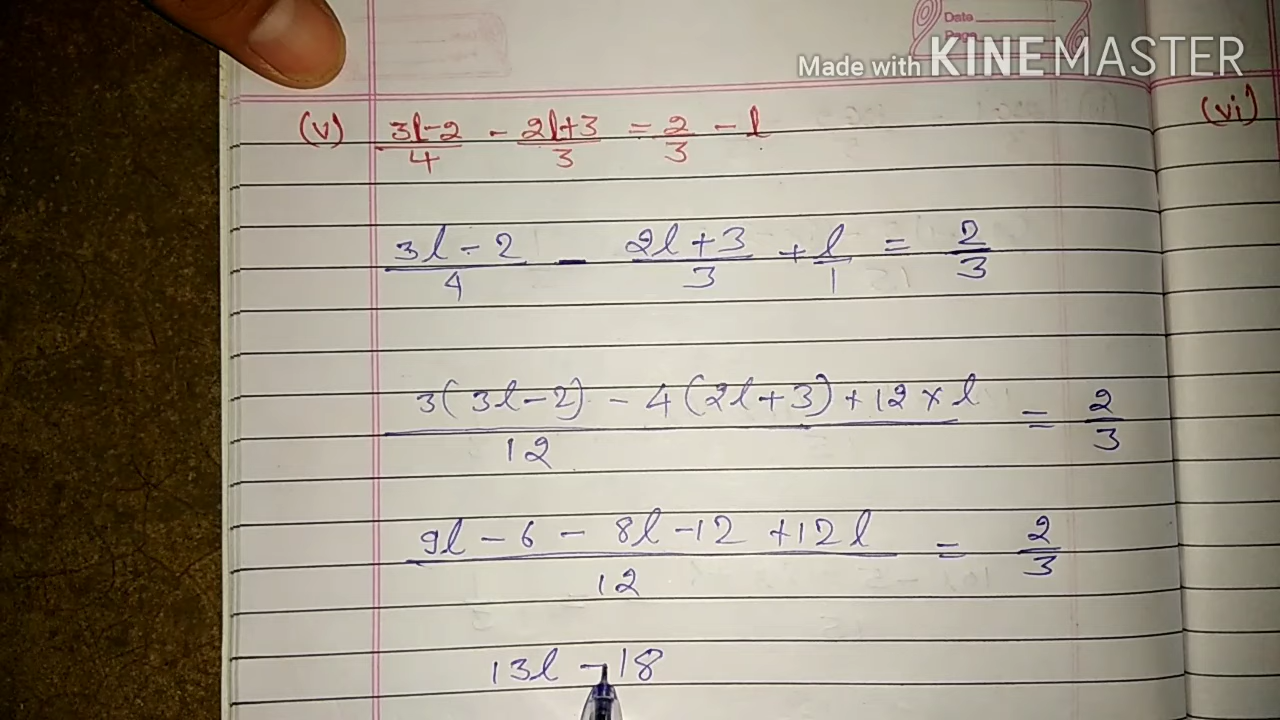 Date
Page
Made with KINEMASTER
(v) 3l-2/4 - 2l+3/3 = 2/3 - l
(vi)
3l-2/4 - 2l+3/3 + l/1 = 2/3
3(3l-2) - 4(2l+3) + 12 × l/12 = 2/3
9l - 6 - 8l - 12 + 12l/12 = 2/3
13l - 18